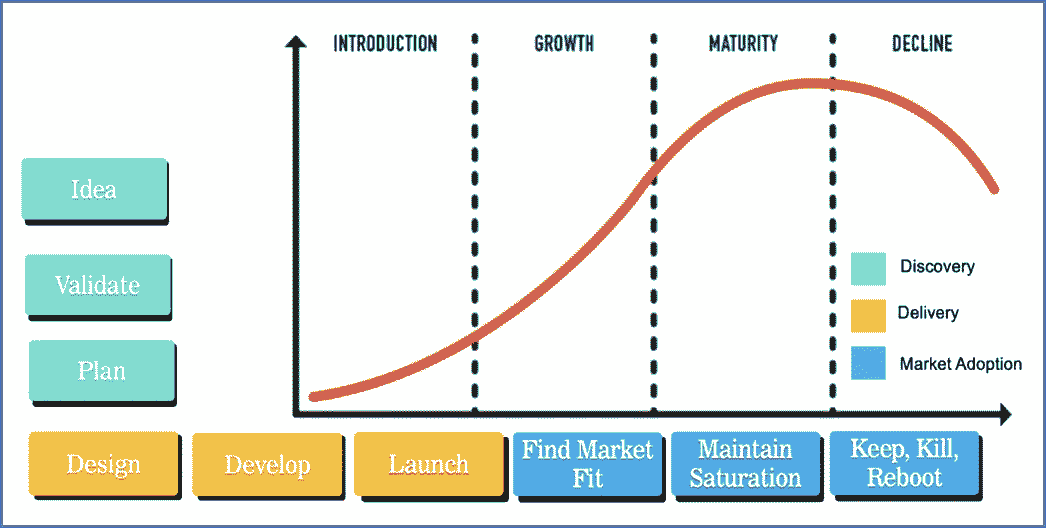 INTRODUCTION
GROWTH
MATURITY
DECLINE
Idea
Validate
Plan
Discovery
Delivery
Market Adoption
Design
Develop
Launch
Find Market
Fit
Maintain
Saturation
Keep, Kill,
Reboot